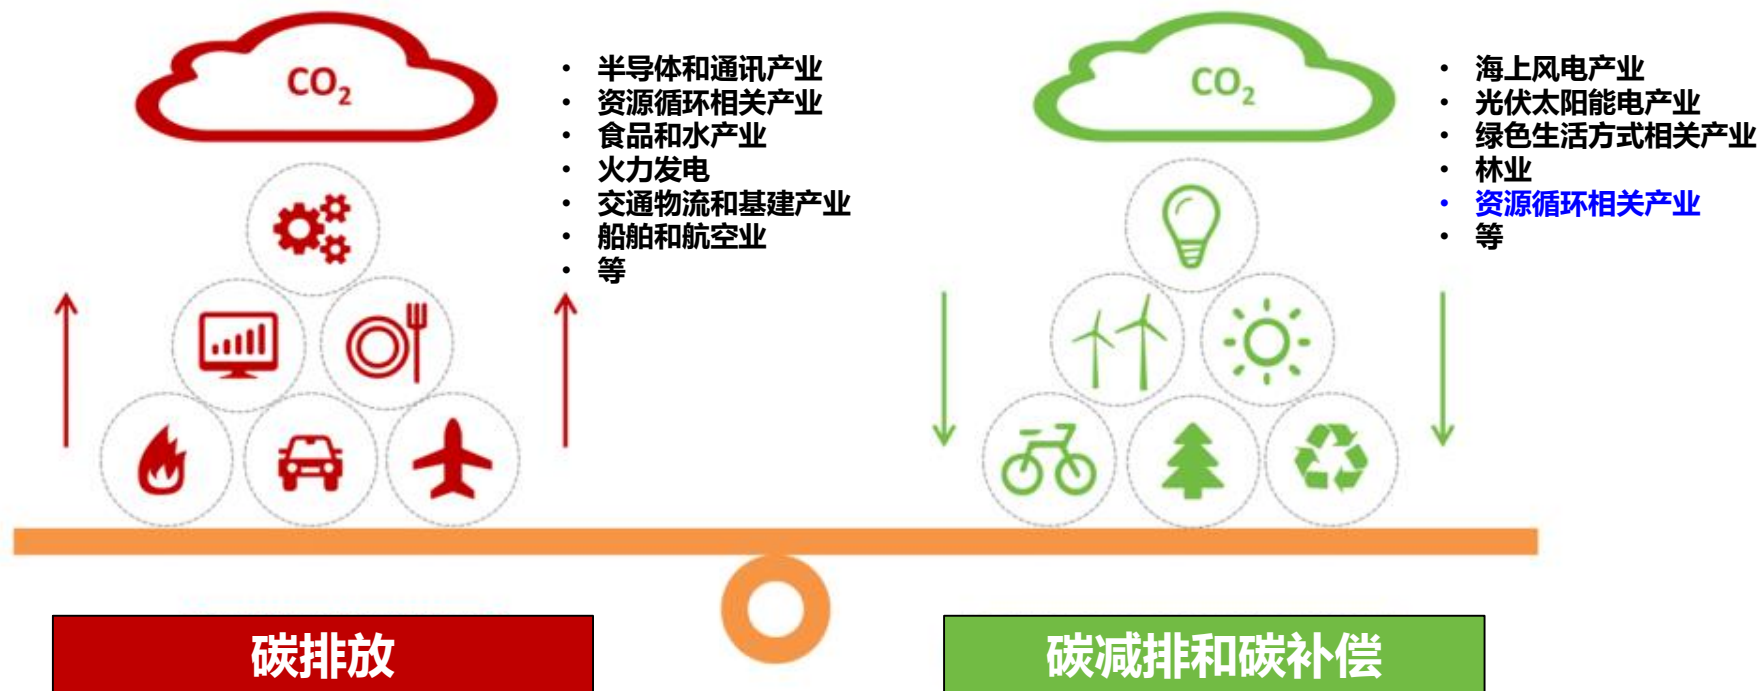 CO₂
• 半导体和通讯产业
• 资源循环相关产业
• 食品和水产业
• 火力发电
• 交通物流和基建产业
• 船舶和航空业
• 等
碳排放
CO₂
• 海上风电产业
• 光伏太阳能电产业
• 绿色生活方式相关产业
• 林业
• 资源循环相关产业
• 等
碳减排和碳补偿